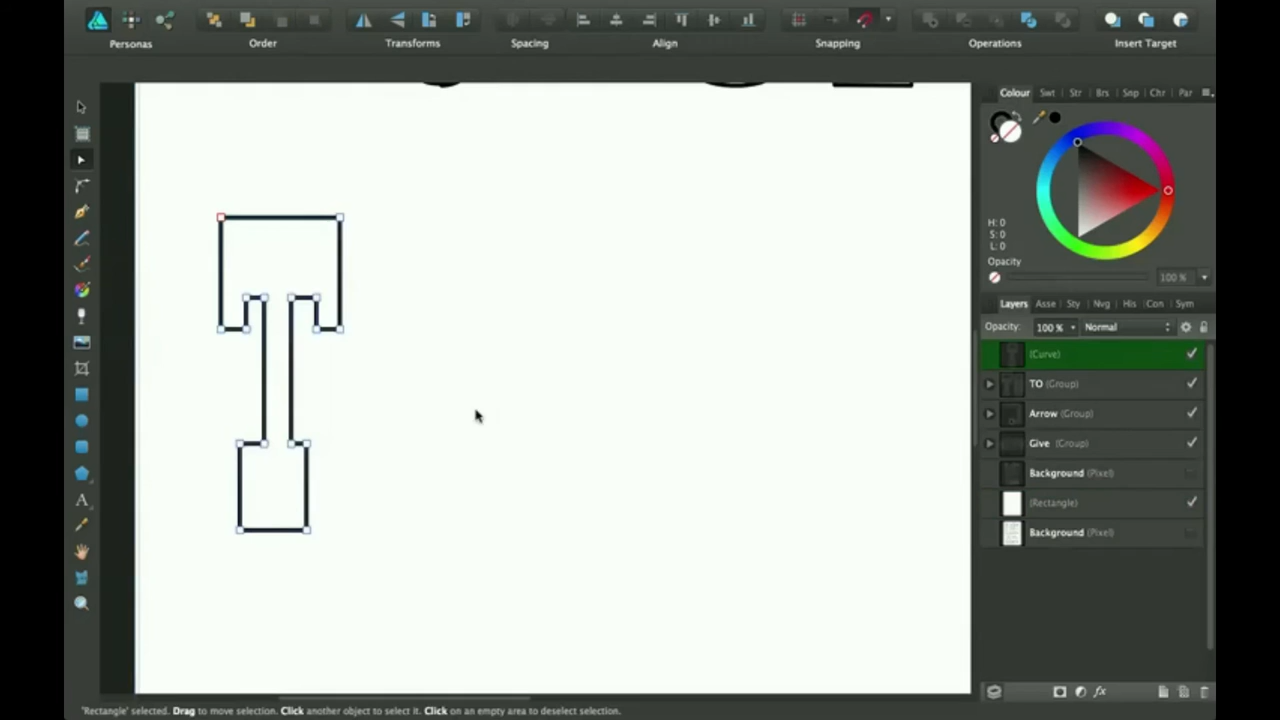 Personas Order Transforms Spacing Align Snapping Operations Insert Target
Colour Swt Str Brs Snp Chr Par
H: 0
S: 0
L: 0
Opacity
100 %
Layers Asse Sty Nvg His Con Sym
Opacity: 100 % Normal
(Curve)
TO (Group)
Arrow (Group)
Give (Group)
Background (Pixel)
(Rectangle)
Background (Pixel)
A
fx
'Rectangle' selected. Drag to move selection. Click another object to select it. Click on an empty area to deselect selection.